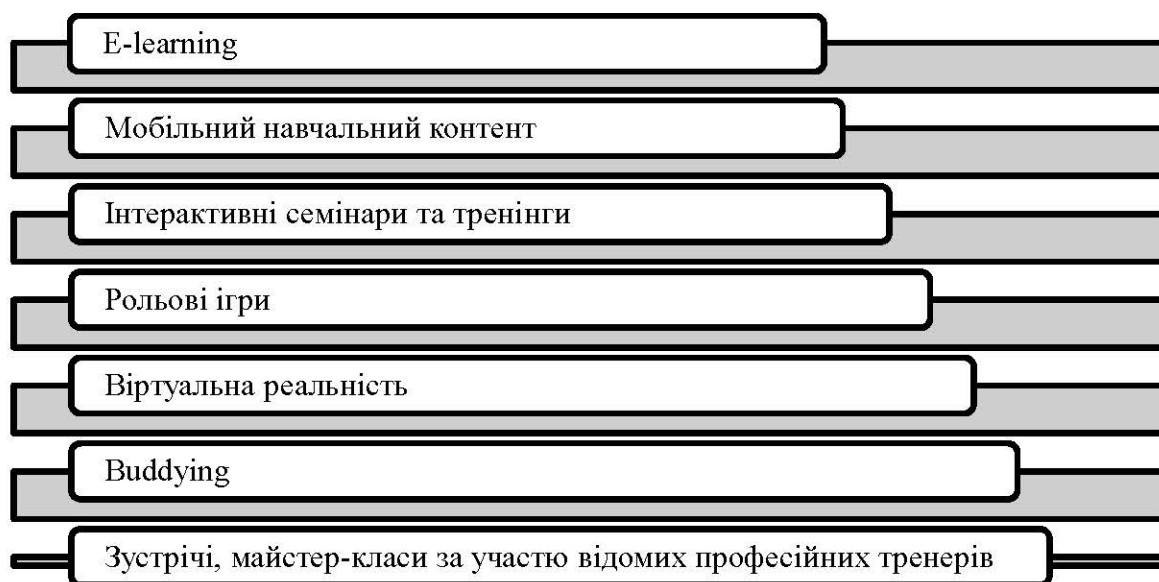 E-learning
Мобільний навчальний контент
Інтерактивні семінари та тренінги
Рольові ігри
Віртуальна реальність
Buddying
Зустрічі, майстер-класи за участю відомих професійних тренерів